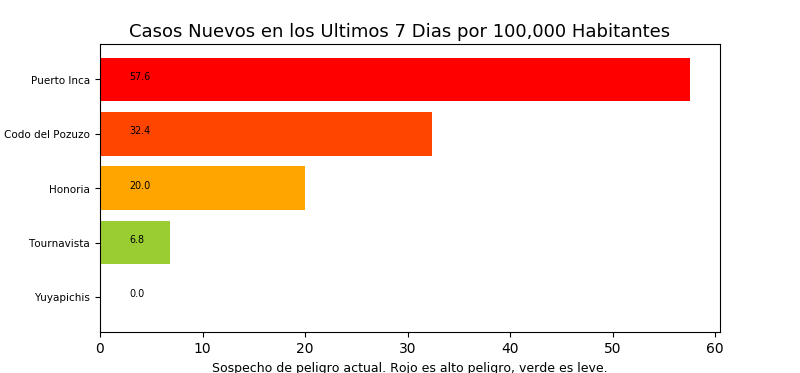 Casos Nuevos en los Ultimos 7 Dias por 100,000 Habitantes
Puerto Inca 57.6
Codo del Pozuzo 32.4
Honoria 20.0
Tournavista 6.8
Yuyapichis 0.0
0 10 20 30 40 50 60
Sospecho de peligro actual. Rojo es alto peligro, verde es leve.